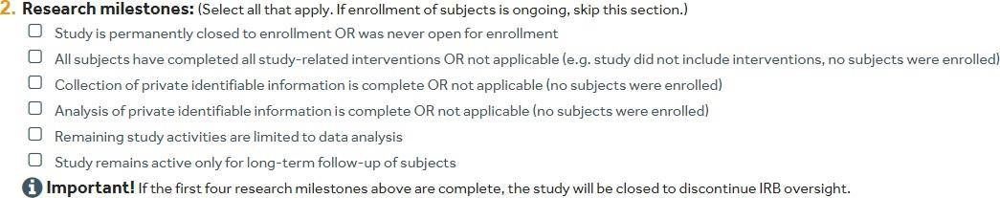 2. Research milestones: (Select all that apply. If enrollment of subjects is ongoing, skip this section.)
Study is permanently closed to enrollment OR was never open for enrollment
All subjects have completed all study-related interventions OR not applicable (e.g. study did not include interventions, no subjects were enrolled)
Collection of private identifiable information is complete OR not applicable (no subjects were enrolled)
Analysis of private identifiable information is complete OR not applicable (no subjects were enrolled)
Remaining study activities are limited to data analysis
Study remains active only for long-term follow-up of subjects
Important! If the first four research milestones above are complete, the study will be closed to discontinue IRB oversight.